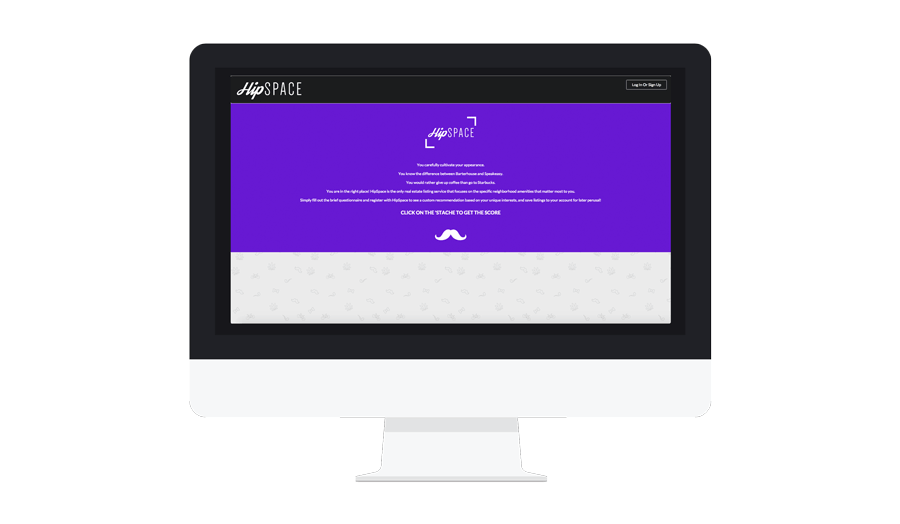 HipSPACE
Log In Or Sign Up
HipSPACE
You carefully cultivate your appearance.
You know the difference between Barterhouse and Speakeasy.
You would rather give up coffee than go to Starbucks.
You are in the right place! HipSpace is the only real estate listing service that focuses on the specific neighborhood amenities that matter most to you.
Simply fill out the brief questionnaire and register with HipSpace to see a custom recommendation based on your unique interests, and save listings to your account for later perusal!
CLICK ON THE 'STACHE TO GET THE SCORE